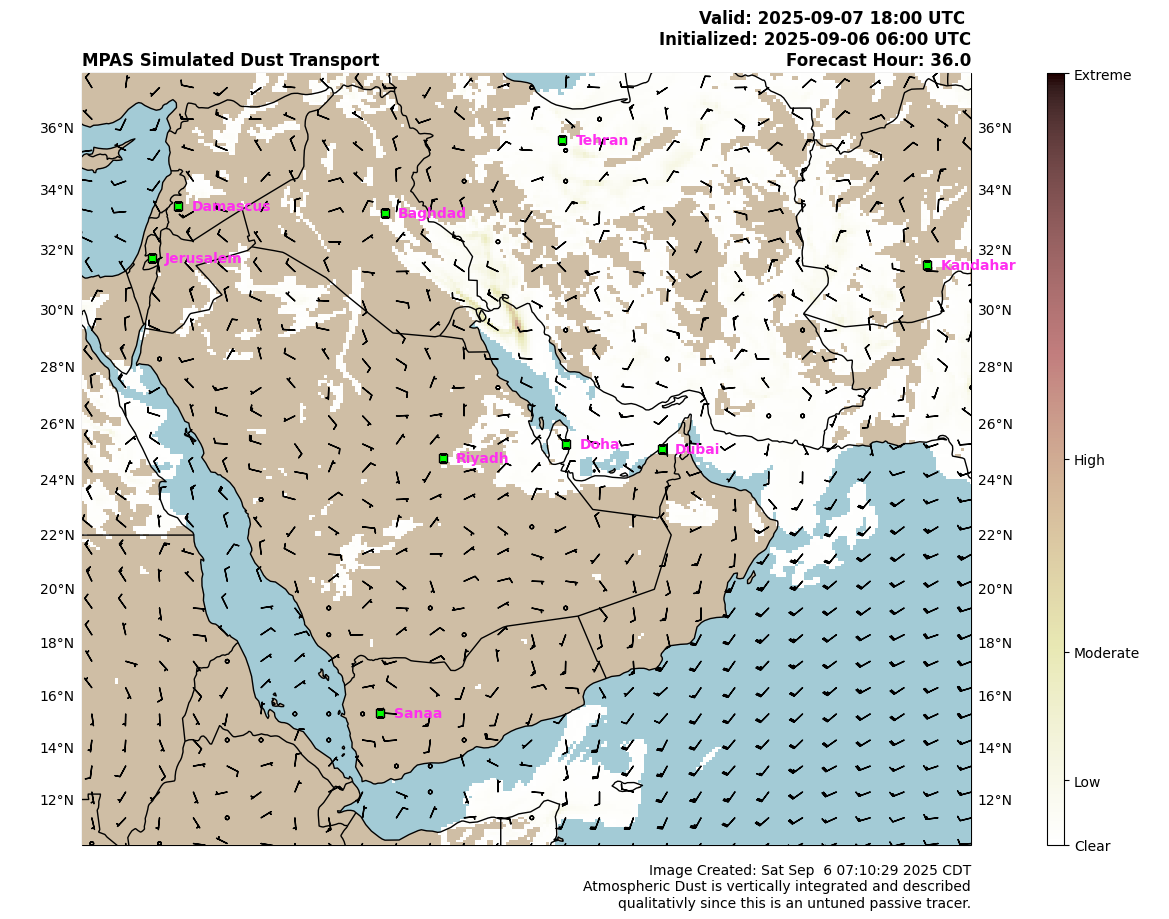 Valid: 2025-09-07 18:00 UTC
Initialized: 2025-09-06 06:00 UTC
MPAS Simulated Dust Transport
Forecast Hour: 36.0
Extreme
36°N
Tehran
36°N
34°N
Damascus
Baghdad
34°N
32°N
Jerusalem
32°N
Kandahar
30°N
30°N
28°N
28°N
26°N
Doha
26°N
Riyadh
Dubai
High
24°N
24°N
22°N
22°N
20°N
20°N
18°N
18°N
Moderate
16°N
Sanaa
16°N
14°N
14°N
Low
12°N
12°N
Clear
Image Created: Sat Sep  6 07:10:29 2025 CDT
Atmospheric Dust is vertically integrated and described
qualitativly since this is an untuned passive tracer.